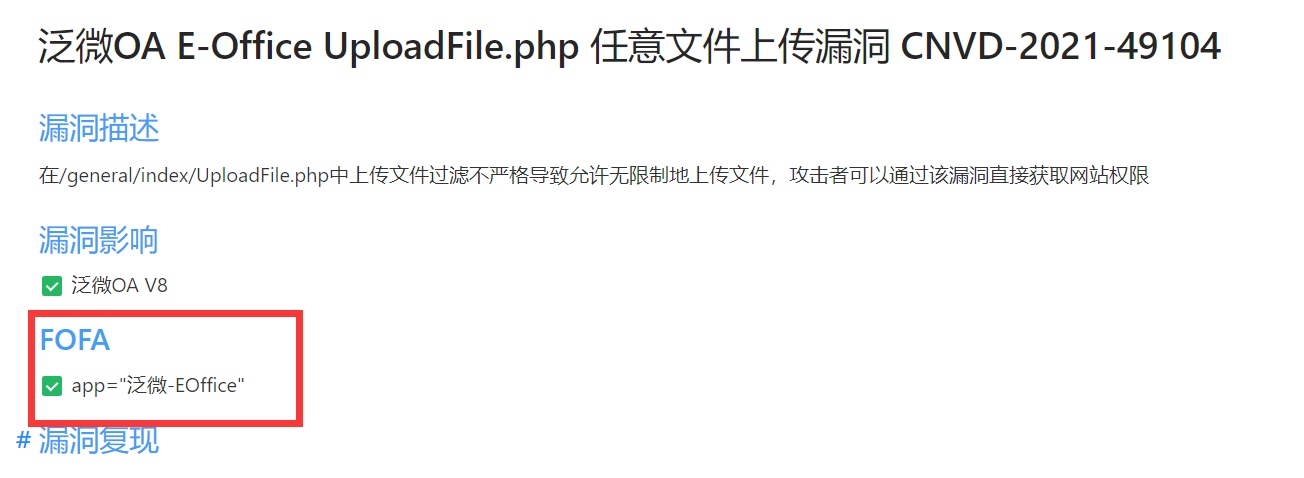 泛微OA E-Office UploadFile.php 任意文件上传漏洞 CNVD-2021-49104
漏洞描述
在/general/index/UploadFile.php中上传文件过滤不严格导致允许无限制地上传文件，攻击者可以通过该漏洞直接获取网站权限
漏洞影响
泛微OA V8
FOFA
app="泛微-EOffice"
# 漏洞复现